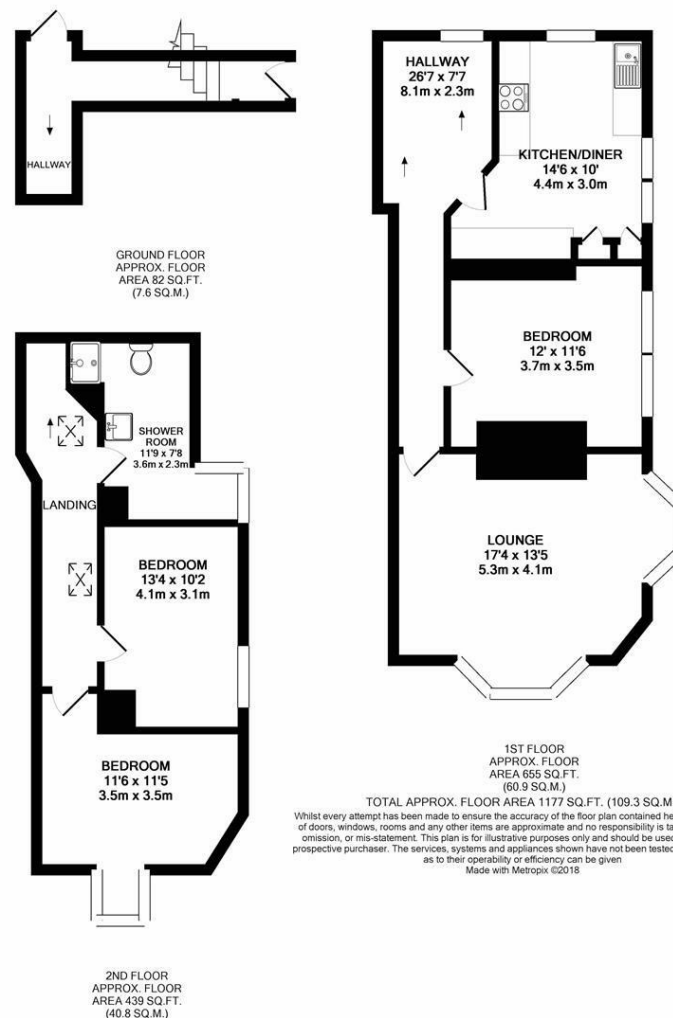 HALLWAY
GROUND FLOOR
APPROX. FLOOR
AREA 82 SQ.FT.
(7.6 SQ.M.)
HALLWAY
26'7 x 7'7
8.1m x 2.3m
KITCHEN/DINER
14'6 x 10'
4.4m x 3.0m
BEDROOM
12' x 11'6
3.7m x 3.5m
LOUNGE
17'4 x 13'5
5.3m x 4.1m
1ST FLOOR
APPROX. FLOOR
AREA 655 SQ.FT.
(60.9 SQ.M.)
SHOWER
ROOM
11'9 x 7'8
3.6m x 2.3m
LANDING
BEDROOM
13'4 x 10'2
4.1m x 3.1m
BEDROOM
11'6 x 11'5
3.5m x 3.5m
2ND FLOOR
APPROX. FLOOR
AREA 439 SQ.FT.
(40.8 SQ.M.)
TOTAL APPROX. FLOOR AREA 1177 SQ.FT. (109.3 SQ.M
Whilst every attempt has been made to ensure the accuracy of the floor plan contained he
of doors, windows, rooms and any other items are approximate and no responsibility is ta
omission, or mis-statement. This plan is for illustrative purposes only and should be used
prospective purchaser. The services, systems and appliances shown have not been tested
as to their operability or efficiency can be given
Made with Metropix ©2018